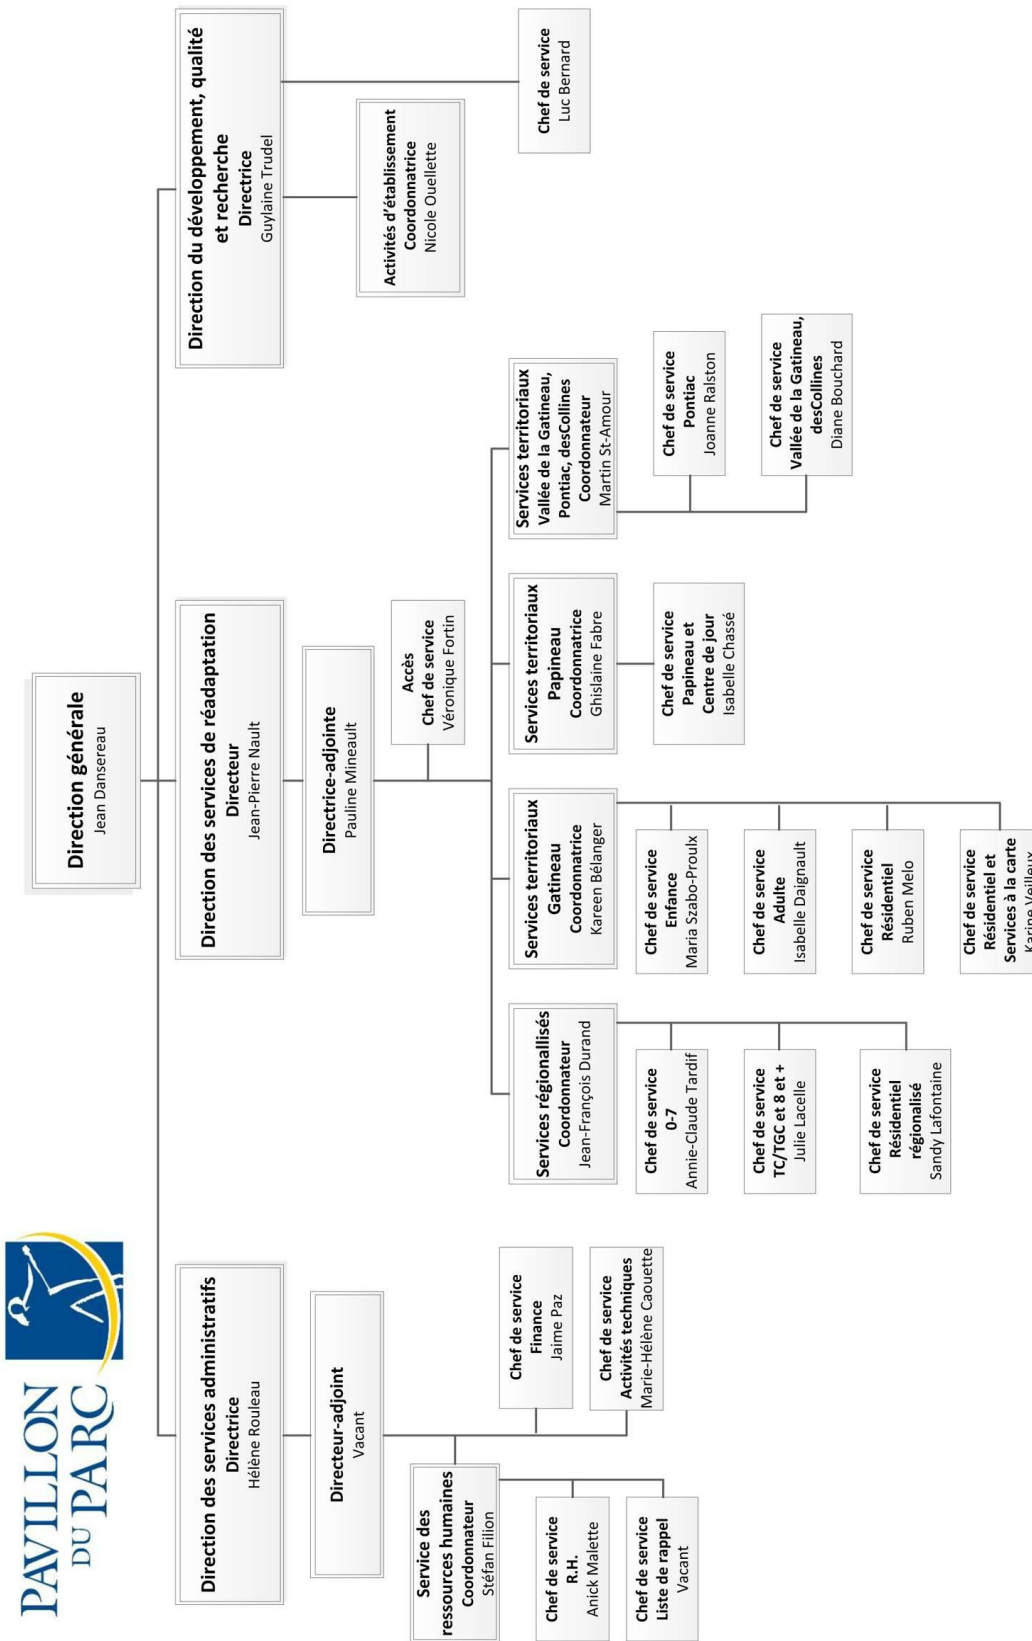 PAVILLON
DU PARC
Direction générale
Jean Dansereau
Direction des services administratifs
Directrice
Hélène Rouleau
Directeur-adjoint
Vacant
Service des
ressources humaines
Coordonnateur
Stéfan Filion
Chef de service
R.H.
Anick Malette
Chef de service
Liste de rappel
Vacant
Chef de service
Finance
Jaime Paz
Chef de service
Activités techniques
Marie-Hélène Caouette
Direction des services de réadaptation
Directeur
Jean-Pierre Nault
Directrice-adjointe
Pauline Mineault
Accès
Chef de service
Véronique Fortin
Services régionallisés
Coordonnateur
Jean-François Durand
Chef de service
0-7
Annie-Claude Tardif
Chef de service
TC/TGC et 8 et +
Julie Lacelle
Chef de service
Résidentiel
régionalisé
Sandy Lafontaine
Services territoriaux
Gatineau
Coordonnatrice
Kareen Bélanger
Chef de service
Enfance
Maria Szabo-Proulx
Chef de service
Adulte
Isabelle Daignault
Chef de service
Résidentiel
Ruben Melo
Chef de service
Résidentiel et
Services à la carte
Karine Veilleux
Services territoriaux
Papineau
Coordonnatrice
Ghislaine Fabre
Chef de service
Papineau et
Centre de jour
Isabelle Chassé
Services territoriaux
Vallée de la Gatineau,
Pontiac, desCollines
Coordonnateur
Martin St-Amour
Chef de service
Pontiac
Joanne Ralston
Chef de service
Vallée de la Gatineau,
desCollines
Diane Bouchard
Direction du développement, qualité
et recherche
Directrice
Guylaine Trudel
Activités d'établissement
Coordonnatrice
Nicole Ouellette
Chef de service
Luc Bernard